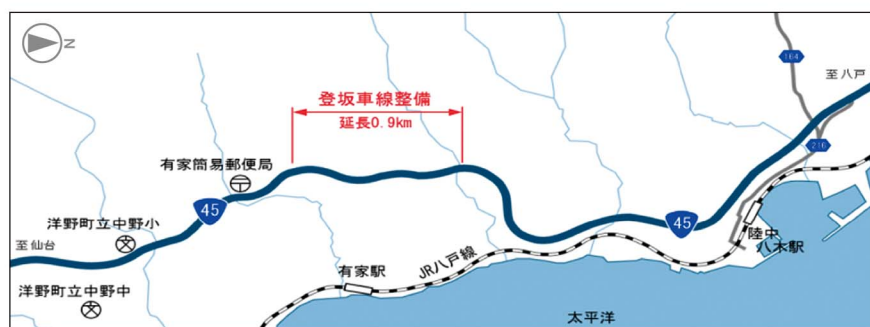 N
164
至八戸
登坂車線整備
延長0.9km
216
有家簡易郵便局
45
洋野町立中野小
至仙台
45
陸中
八木駅
JR八戸線
有家駅
洋野町立中野中
太平洋